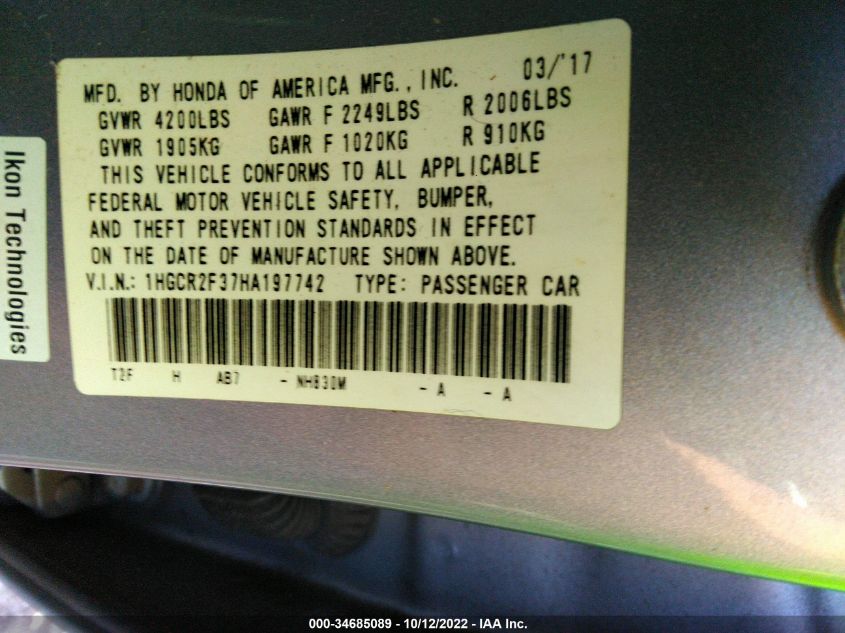 MFD. BY HONDA OF AMERICA MFG., INC. 03/'17
GVWR 4200LBS GAWR F 2249LBS R 2006LBS
GVWR 1905KG GAWR F 1020KG R 910KG
THIS VEHICLE CONFORMS TO ALL APPLICABLE
FEDERAL MOTOR VEHICLE SAFETY, BUMPER,
AND THEFT PREVENTION STANDARDS IN EFFECT
ON THE DATE OF MANUFACTURE SHOWN ABOVE.
V.I.N.: 1HGCR2F37HA197742 TYPE: PASSENGER CAR
T2F H AB7 - NH830M - A - A
Ikon Technologies
000-34685089 - 10/12/2022 - IAA Inc.